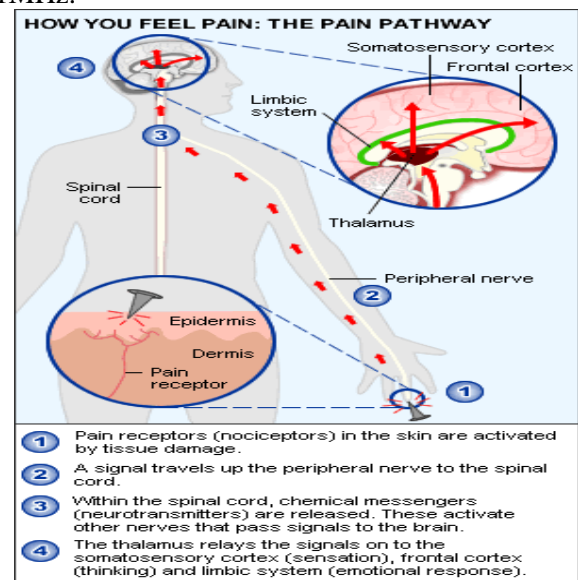 1MHz.
HOW YOU FEEL PAIN: THE PAIN PATHWAY
4
Somatosensory cortex
Frontal cortex
Limbic
system
3
Spinal
cord
Thalamus
Peripheral nerve
2
Epidermis
Dermis
Pain
receptor
1
1 Pain receptors (nociceptors) in the skin are activated
by tissue damage.
2 A signal travels up the peripheral nerve to the spinal
cord.
3 Within the spinal cord, chemical messengers
(neurotransmitters) are released. These activate
other nerves that pass signals to the brain.
4 The thalamus relays the signals on to the
somatosensory cortex (sensation), frontal cortex
(thinking) and limbic system (emotional response).